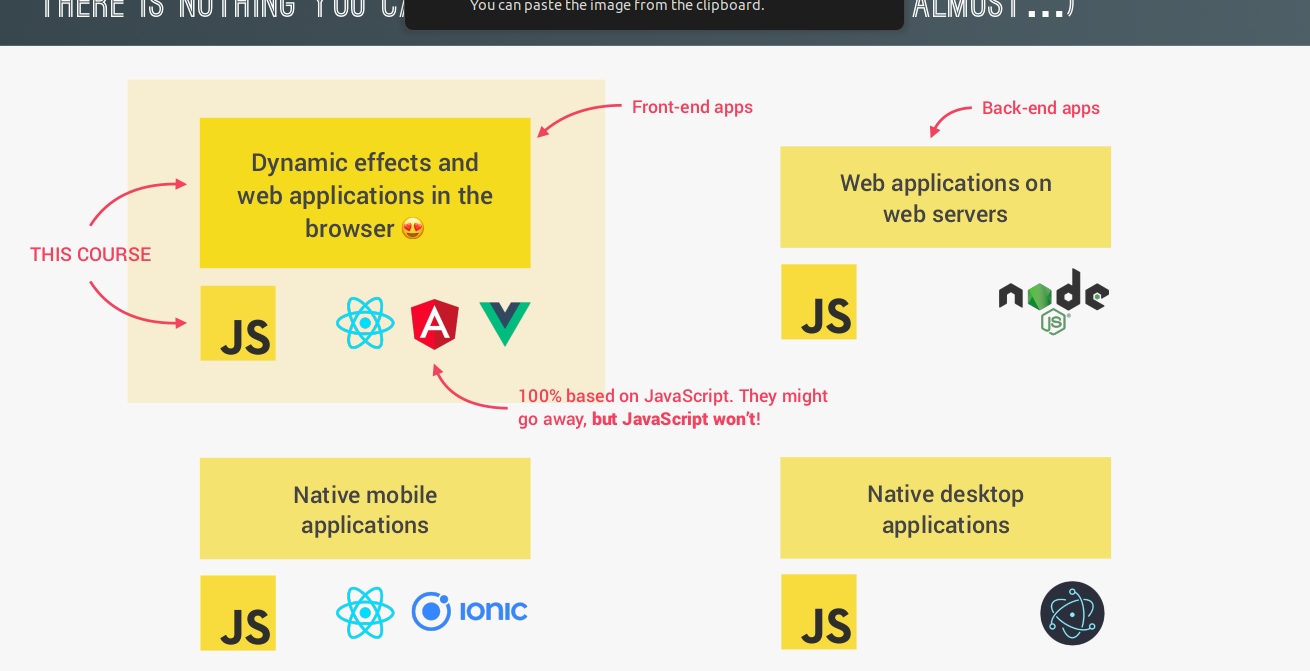 THERE IS NOTHING YOU CA
ALMOST...)
You can paste the image from the clipboard.
Front-end apps
Back-end apps
Dynamic effects and
web applications in the
browser 😍
Web applications on
web servers
THIS COURSE
JS
A
JS
node
JS
100% based on JavaScript. They might
go away, but JavaScript won't!
Native mobile
applications
Native desktop
applications
JS
ionic
JS